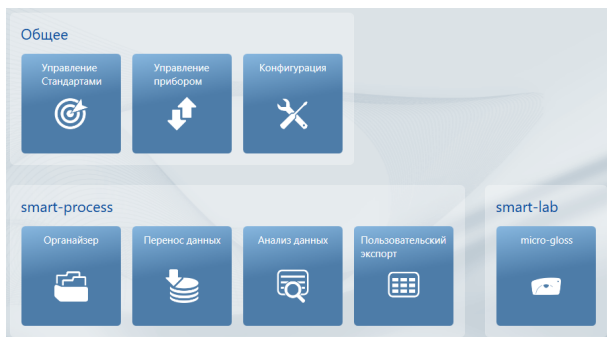 Общее
Управление
Стандартами
Управление
прибором
Конфигурация
smart-process
Органайзер
Перенос данных
Анализ данных
Пользовательский
экспорт
smart-lab
micro-gloss